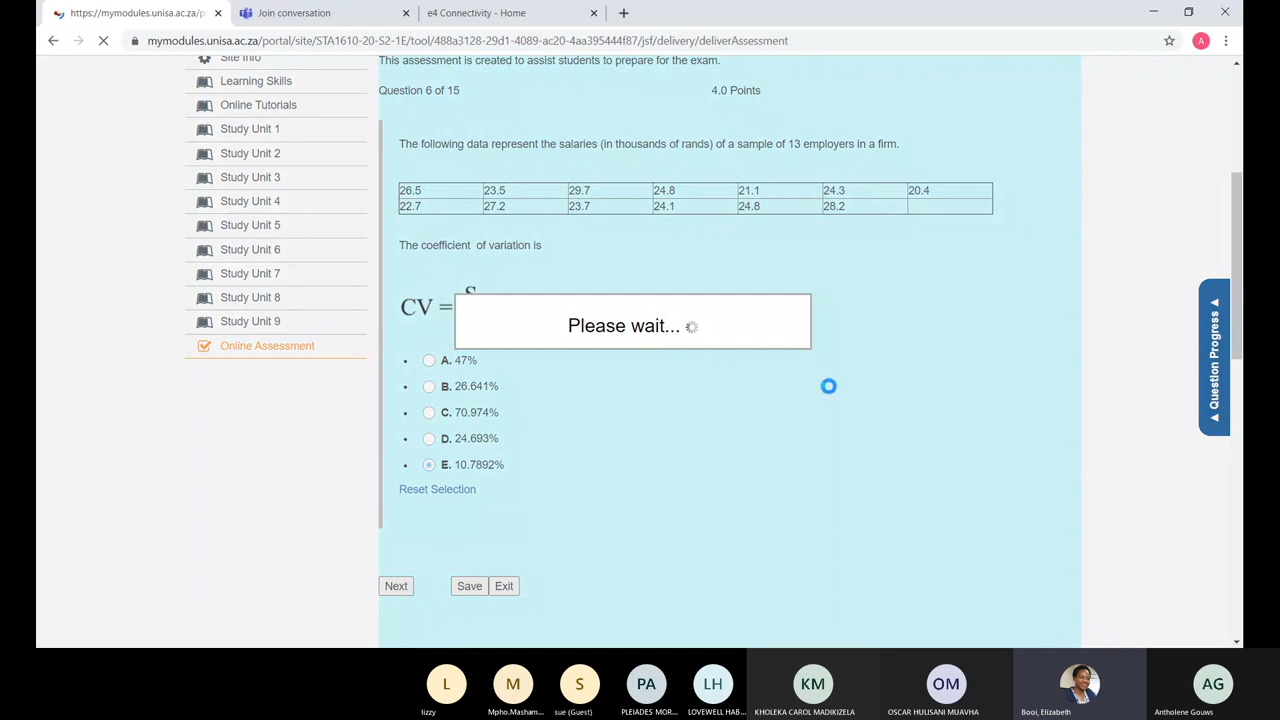 https://mymodules.unisa.ac.za/p
Join conversation
e4 Connectivity - Home
mymodules.unisa.ac.za/portal/site/STA1610-20-S2-1E/tool/488a3128-29d1-4089-ac20-4aa395444f87/jsf/delivery/deliverAssessment
A
Site Info
Learning Skills
Online Tutorials
Study Unit 1
Study Unit 2
Study Unit 3
Study Unit 4
Study Unit 5
Study Unit 6
Study Unit 7
Study Unit 8
Study Unit 9
Online Assessment
This assessment is created to assist students to prepare for the exam.
Question 6 of 15 4.0 Points
The following data represent the salaries (in thousands of rands) of a sample of 13 employers in a firm.
26.5 23.5 29.7 24.8 21.1 24.3 20.4
22.7 27.2 23.7 24.1 24.8 28.2
The coefficient of variation is
CV =
Please wait...
A. 47%
B. 26.641%
C. 70.974%
D. 24.693%
E. 10.7892%
Reset Selection
Next Save Exit
▲ Question Progress ▲
L M S PA LH KM OM AG
lizzy Mpho.Masham... sue (Guest) PLEIADES MOR... LOVEWELL HAB... KHOLEKA CAROL MADIKIZELA OSCAR HULISANI MUAVHA Booi, Elizabeth Antholene Gouws